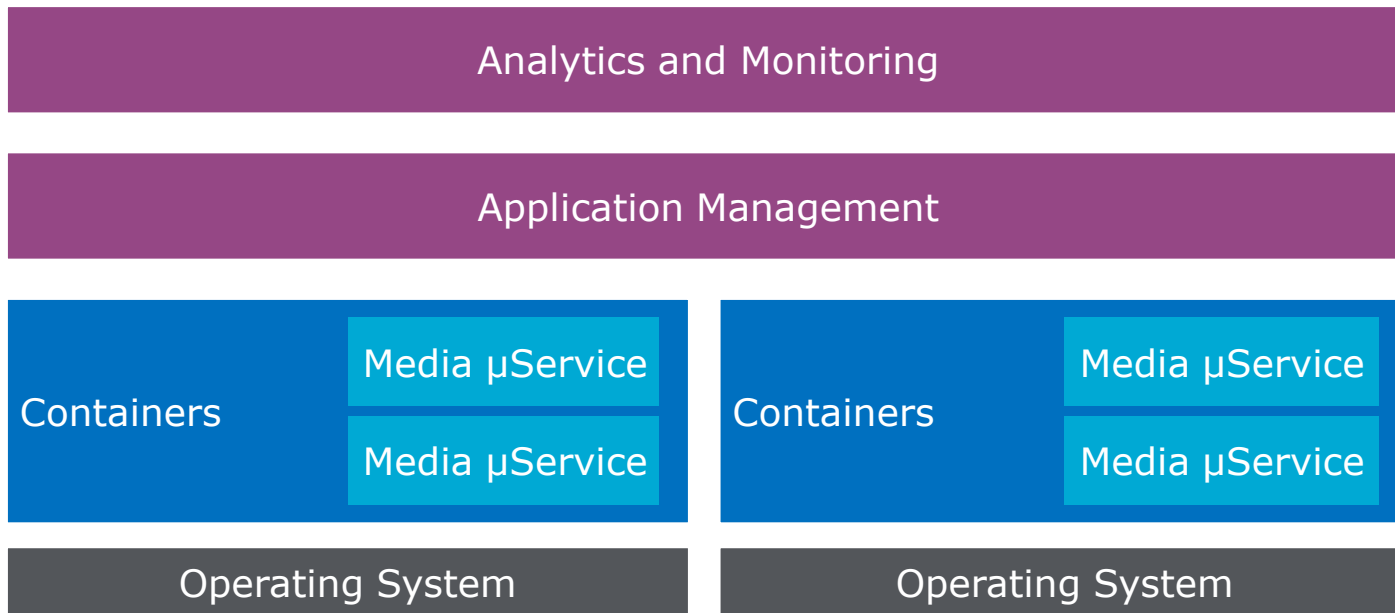 Analytics and Monitoring
Application Management
Containers
Media µService
Media µService
Containers
Media µService
Media µService
Operating System
Operating System